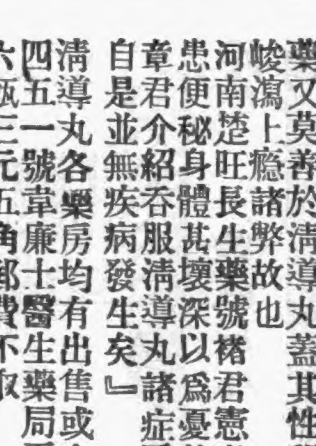 藥又莫善於淸導丸蓋其性
峻瀉上瘾諸弊故也
河南楚旺長生藥號褚君憲
患便秘身體甚壞深以爲憂
章君介紹吞服淸導丸諸症
自是並無疾病發生矣』
淸導丸各藥房均有出售或
四五一號韋廉士醫生藥局
六瓶三元五角郵費不取